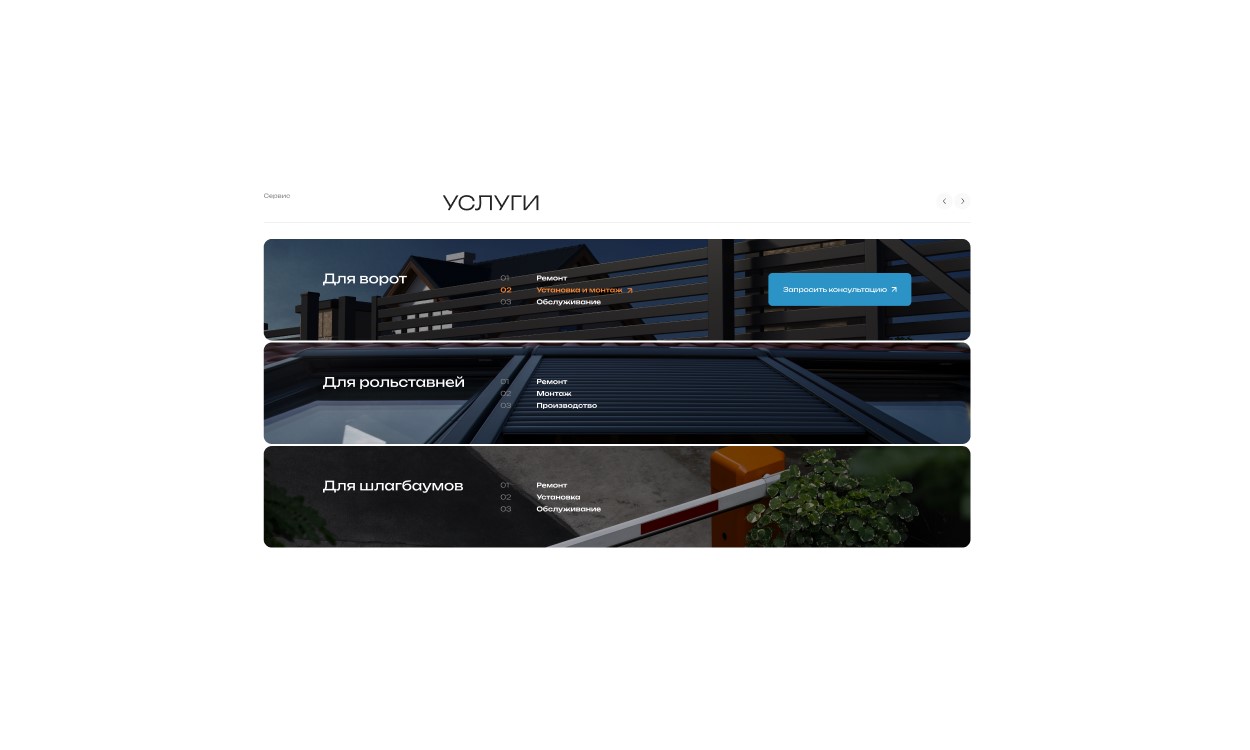 Сервис
УСЛУГИ
Для ворот
01 Ремонт
02 Установка и монтаж
03 Обслуживание
Запросить консультацию
Для рольставней
01 Ремонт
02 Монтаж
03 Производство
Для шлагбаумов
01 Ремонт
02 Установка
03 Обслуживание